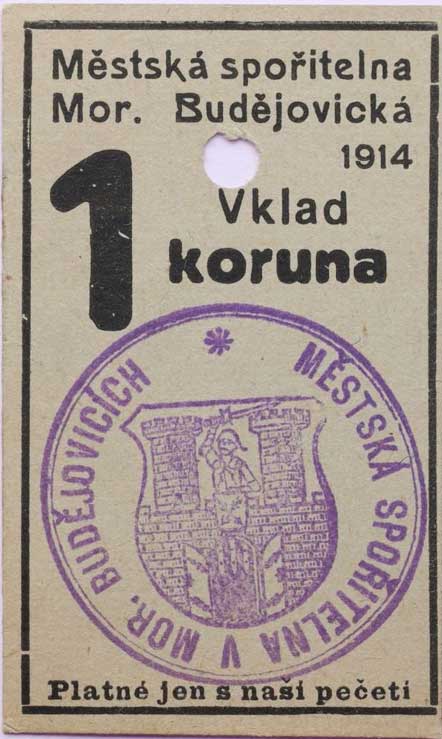 Městská spořitelna
Mor. Budějovická
1914
1
Vklad
koruna
MĚSTSKÁ SPOŘITELNA V MOR. BUDĚJOVICÍCH
Platné jen s naší pečetí